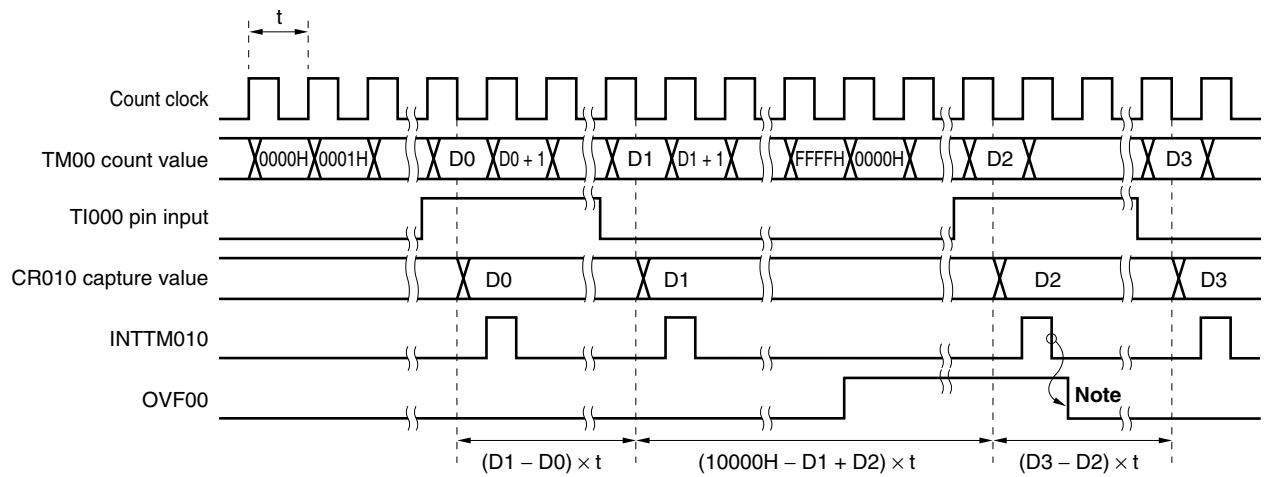 t
Count clock
TM00 count value
0000H 0001H D0 D0 + 1 D1 D1 + 1 FFFFH 0000H D2 D3
TI000 pin input
CR010 capture value
D0 D1 D2 D3
INTTM010
OVF00
Note
(D1 − D0) × t
(10000H − D1 + D2) × t
(D3 − D2) × t